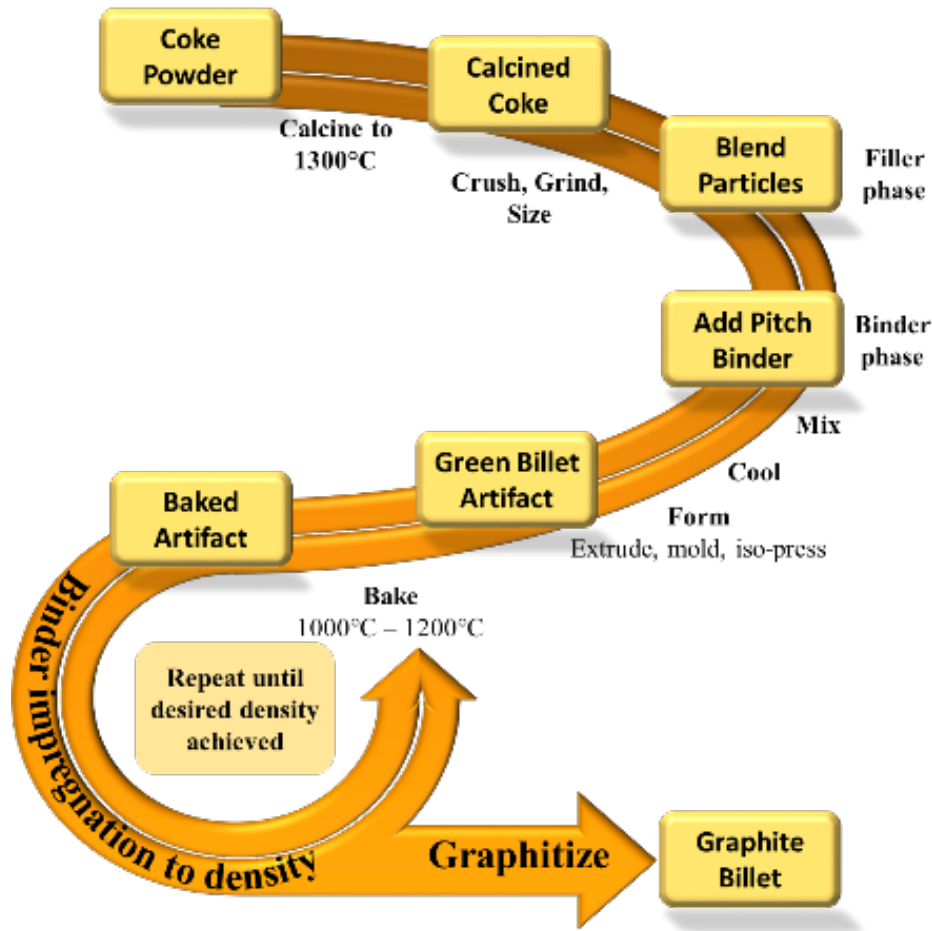 Coke
Powder
Calcined
Coke
Calcine to
1300°C
Blend
Particles
Filler
phase
Crush, Grind,
Size
Add Pitch
Binder
Binder
phase
Mix
Cool
Green Billet
Artifact
Form
Extrude, mold, iso-press
Baked
Artifact
Bake
1000°C – 1200°C
Binder impregnation to density
Repeat until
desired density
achieved
Graphitize
Graphite
Billet